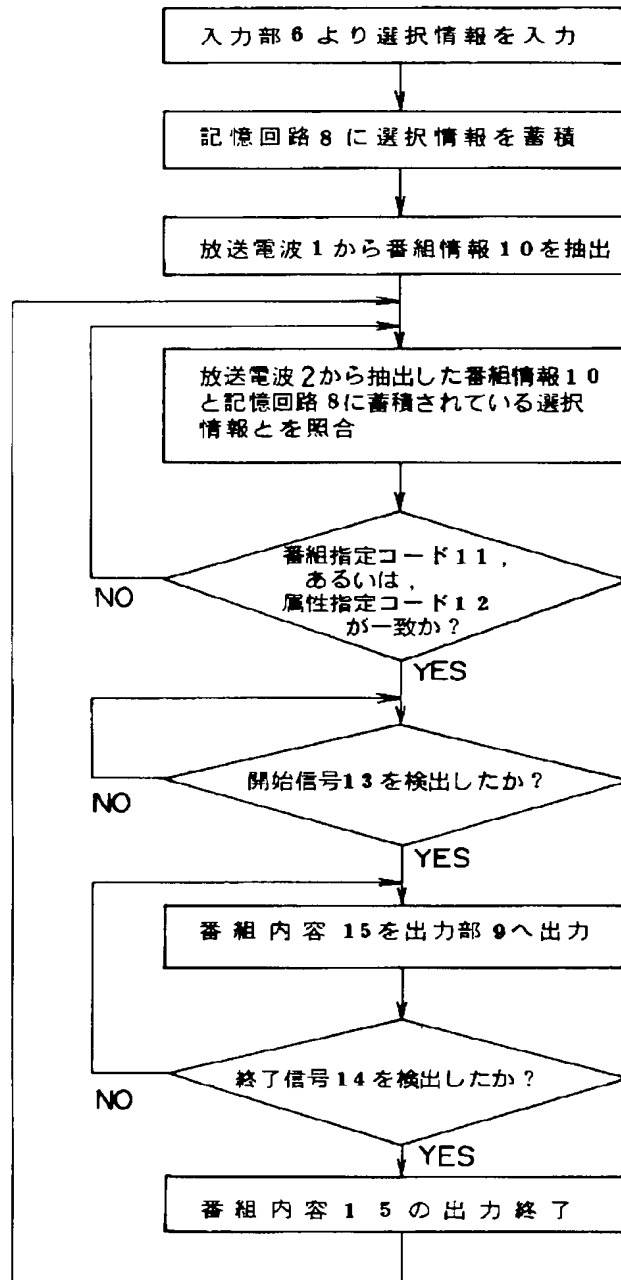 入力部6より選択情報を入力
記憶回路8に選択情報を蓄積
放送電波1から番組情報10を抽出
放送電波2から抽出した番組情報10
と記憶回路8に蓄積されている選択
情報とを照合
番組指定コード11,
あるいは,
属性指定コード12
が一致か?
NO
YES
開始信号13を検出したか?
NO
YES
番組内容15を出力部9へ出力
終了信号14を検出したか?
NO
YES
番組内容15の出力終了